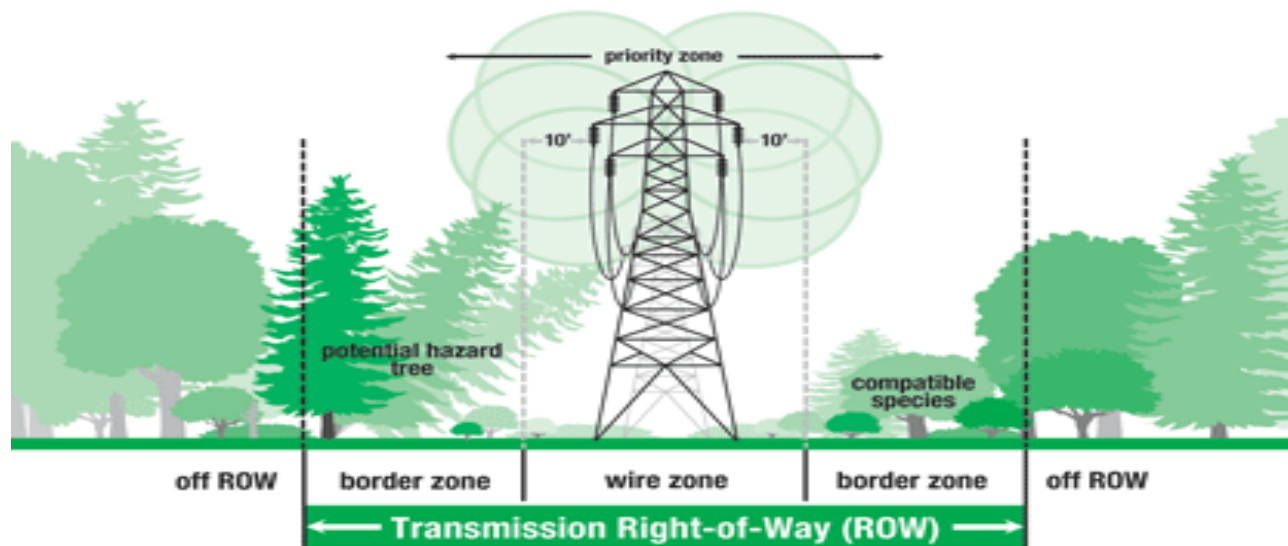 priority zone
10'
10'
potential hazard
tree
compatible
species
off ROW
border zone
wire zone
border zone
off ROW
Transmission Right-of-Way (ROW)